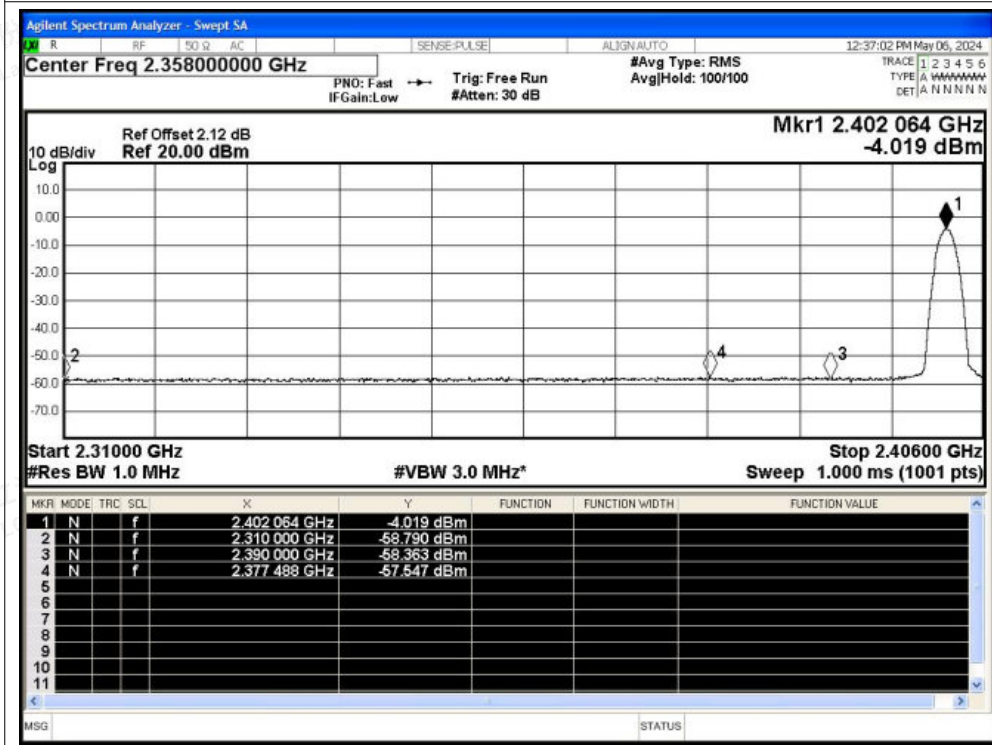 Agilent Spectrum Analyzer - Swept SA
LXI R RF 50 Ω AC SENSE:PULSE ALIGNAUTO 12:37:02 PM May 06, 2024
Center Freq 2.358000000 GHz #Avg Type: RMS TRACE 1 2 3 4 5 6
PNO: Fast Trig: Free Run Avg|Hold: 100/100 TYPE A WWWWW
IFGain:Low #Atten: 30 dB DET A N N N N N
Ref Offset 2.12 dB Mkr1 2.402 064 GHz
10 dB/div Ref 20.00 dBm -4.019 dBm
Log
10.0
1
0.00
-10.0
-20.0
-30.0
-40.0
-50.0 2 4 3
-60.0
-70.0
Start 2.31000 GHz Stop 2.40600 GHz
#Res BW 1.0 MHz #VBW 3.0 MHz* Sweep 1.000 ms (1001 pts)
MKR MODE TRC SCL X Y FUNCTION FUNCTION WIDTH FUNCTION VALUE
1 N f 2.402 064 GHz -4.019 dBm
2 N f 2.310 000 GHz -58.790 dBm
3 N f 2.390 000 GHz -58.363 dBm
4 N f 2.377 488 GHz -57.547 dBm
5
6
7
8
9
10
11
MSG STATUS